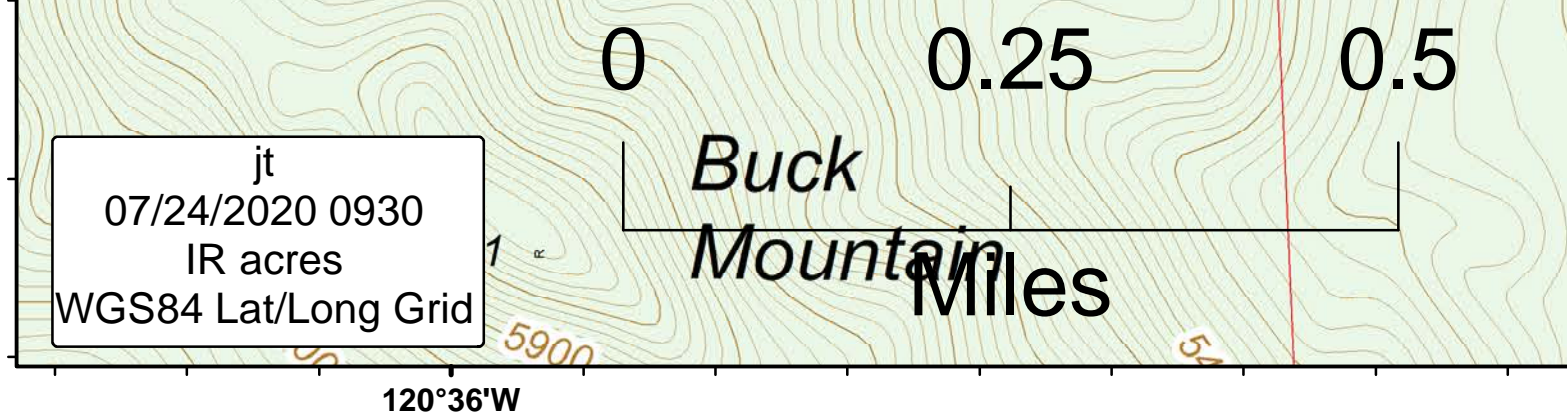 0 0.25 0.5
Buck
Mountain
Miles
jt
07/24/2020 0930
IR acres
WGS84 Lat/Long Grid
1
R
5900
120°36'W